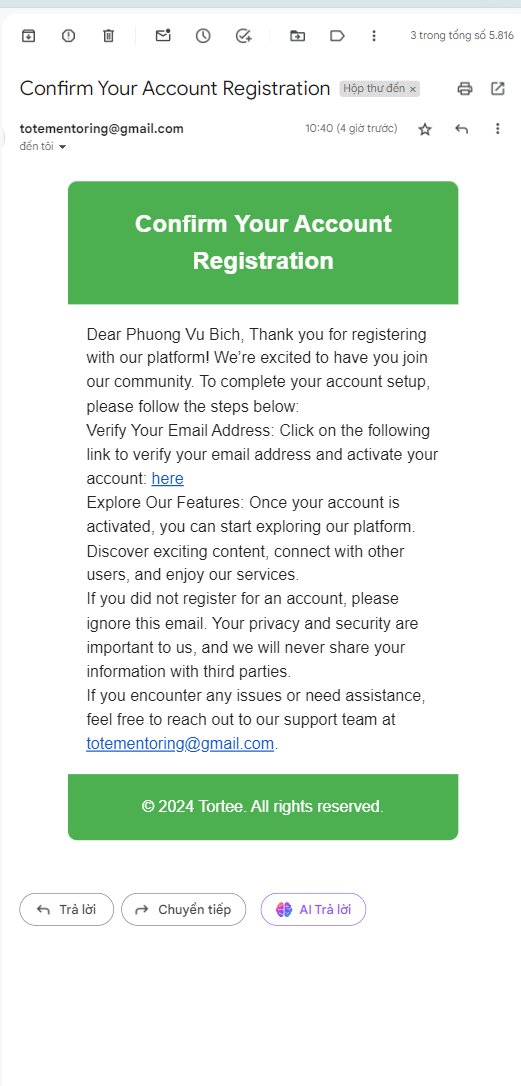 3 trong tổng số 5.816
Confirm Your Account Registration Hộp thư đến ×
totementoring@gmail.com 10:40 (4 giờ trước)
đến tôi
Confirm Your Account
Registration
Dear Phuong Vu Bich, Thank you for registering
with our platform! We’re excited to have you join
our community. To complete your account setup,
please follow the steps below:
Verify Your Email Address: Click on the following
link to verify your email address and activate your
account: here
Explore Our Features: Once your account is
activated, you can start exploring our platform.
Discover exciting content, connect with other
users, and enjoy our services.
If you did not register for an account, please
ignore this email. Your privacy and security are
important to us, and we will never share your
information with third parties.
If you encounter any issues or need assistance,
feel free to reach out to our support team at
totementoring@gmail.com.
© 2024 Tortee. All rights reserved.
Trả lời Chuyển tiếp AI Trả lời